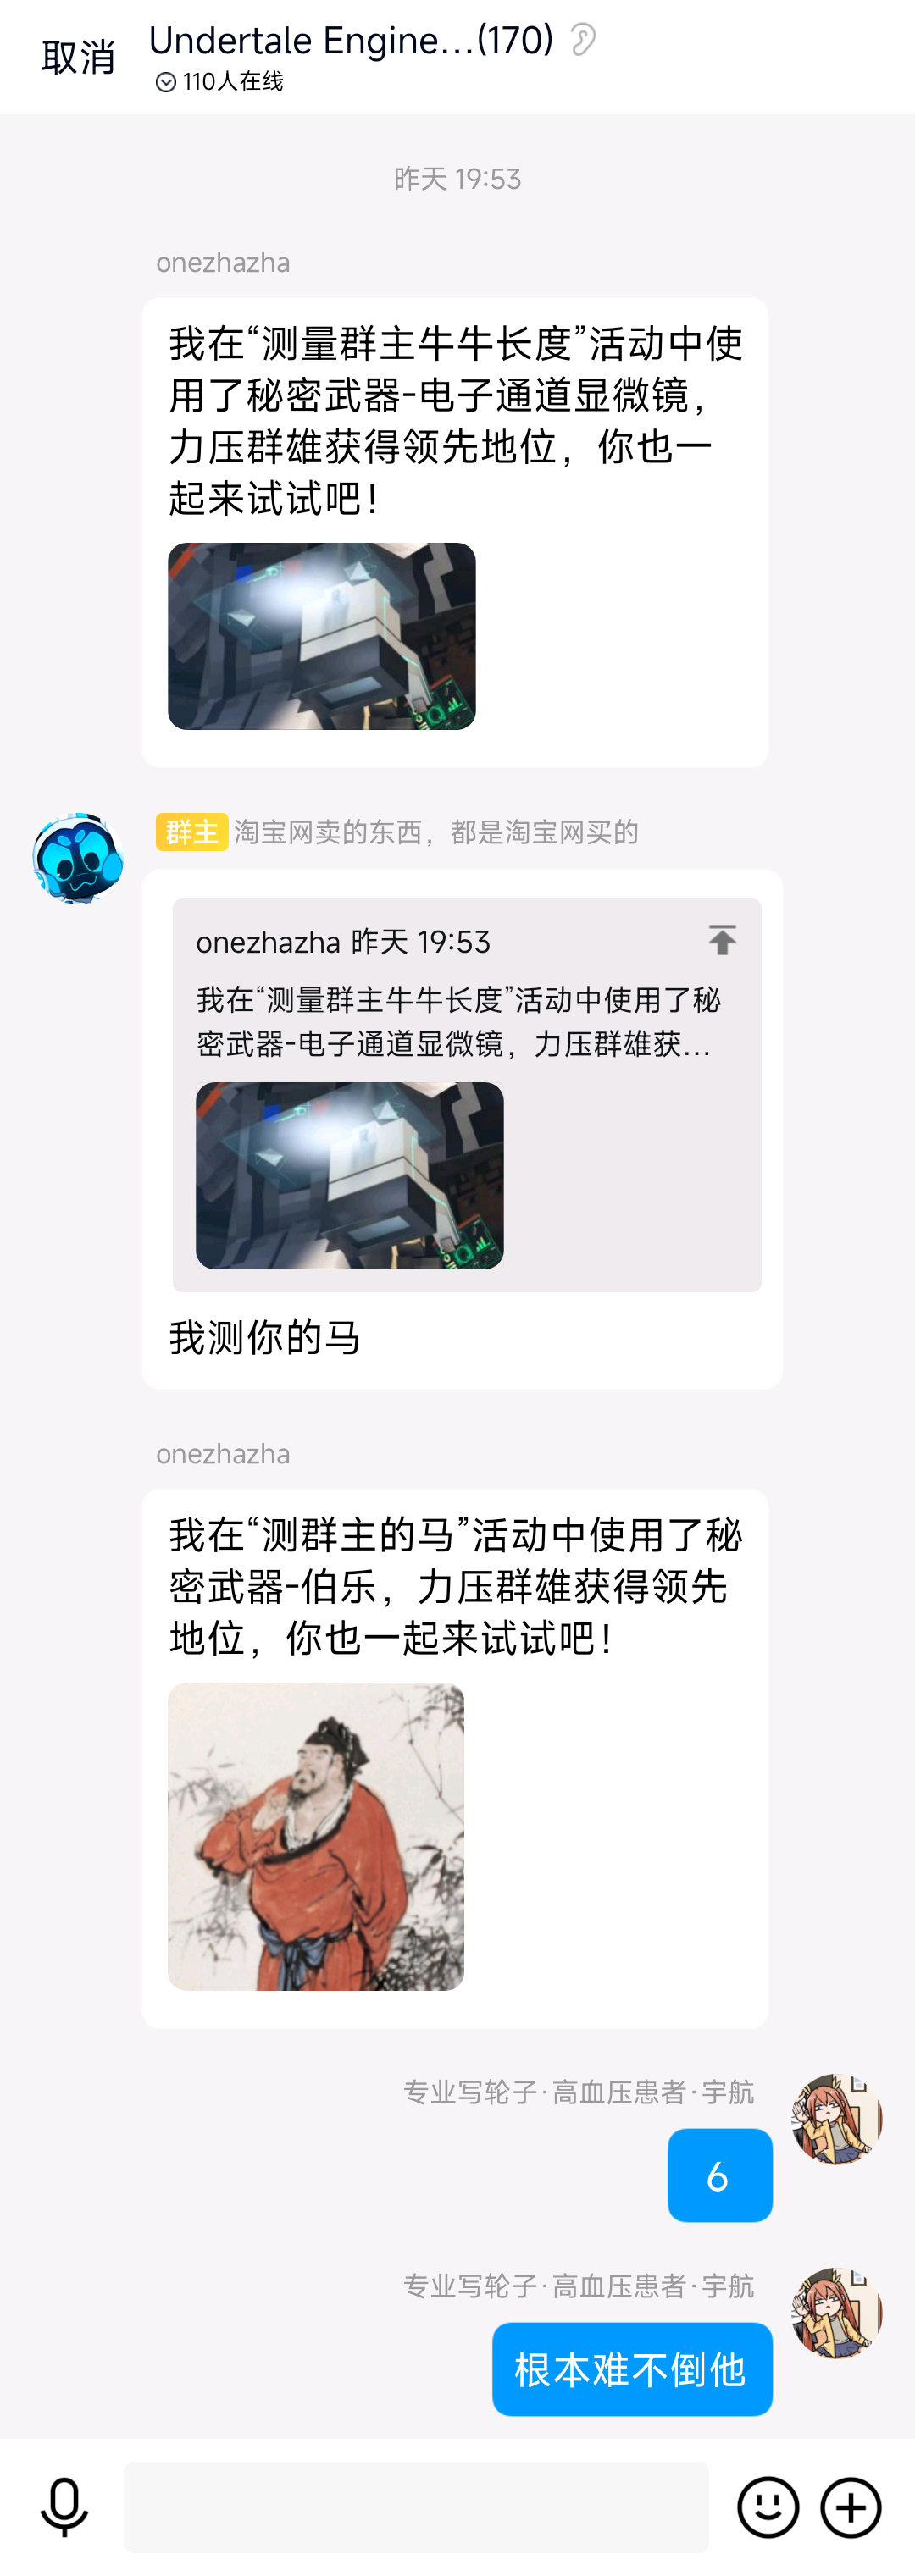 取消
Undertale Engine...(170)
110人在线
昨天 19:53
onezhazha
我在“测量群主牛牛长度”活动中使
用了秘密武器-电子通道显微镜，
力压群雄获得领先地位，你也一
起来试试吧！
群主 淘宝网卖的东西，都是淘宝网买的
onezhazha 昨天 19:53
我在“测量群主牛牛长度”活动中使用了秘
密武器-电子通道显微镜，力压群雄获...
我测你的马
onezhazha
我在“测群主的马”活动中使用了秘
密武器-伯乐，力压群雄获得领先
地位，你也一起来试试吧！
专业写轮子·高血压患者·宇航
6
专业写轮子·高血压患者·宇航
根本难不倒他